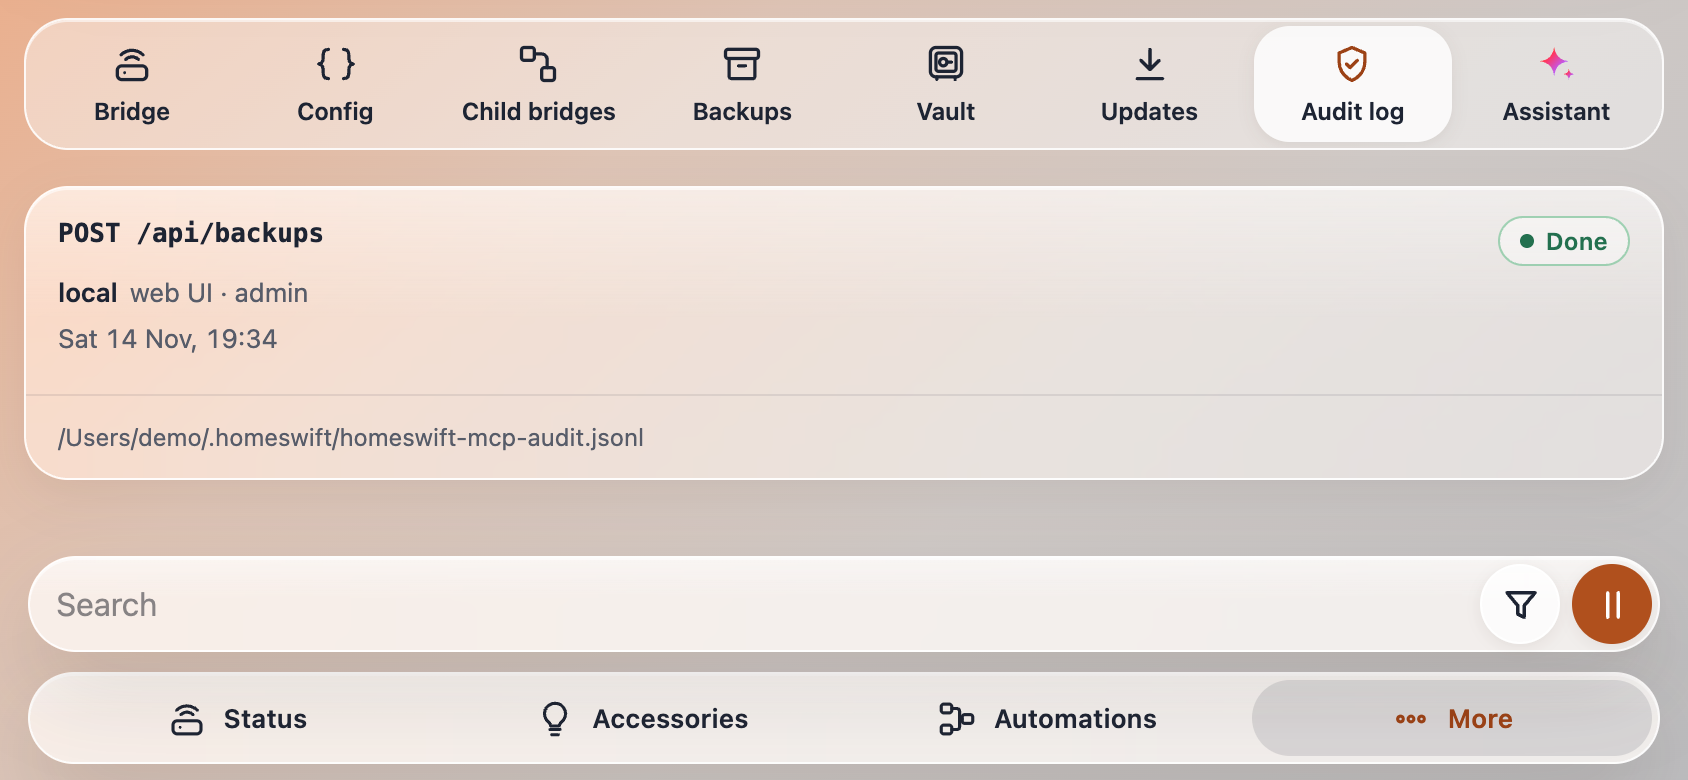 Bridge
Config
Child bridges
Backups
Vault
Updates
Audit log
Assistant
POST /api/backups
Done
local web UI · admin
Sat 14 Nov, 19:34
/Users/demo/.homeswift/homeswift-mcp-audit.jsonl
Search
Status
Accessories
Automations
More